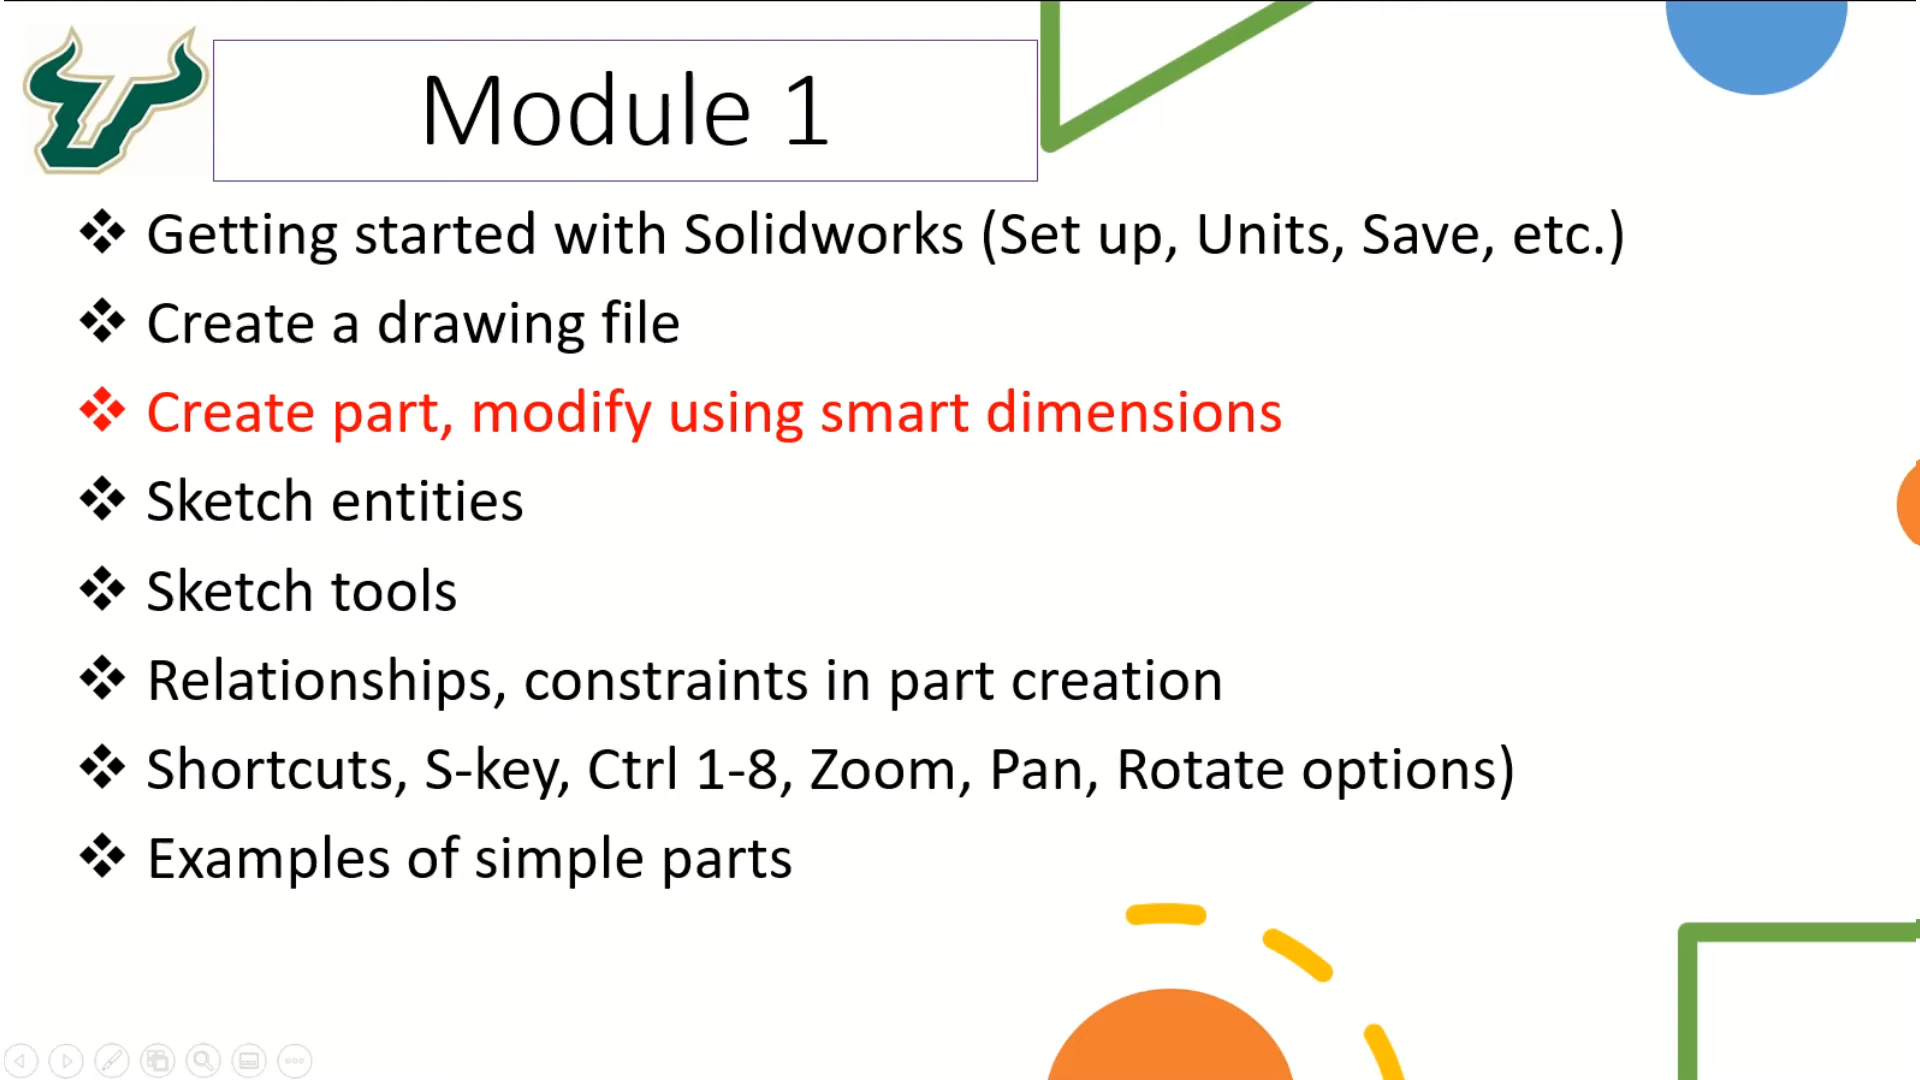 Module 1
❖ Getting started with Solidworks (Set up, Units, Save, etc.)
❖ Create a drawing file
❖ Create part, modify using smart dimensions
❖ Sketch entities
❖ Sketch tools
❖ Relationships, constraints in part creation
❖ Shortcuts, S-key, Ctrl 1-8, Zoom, Pan, Rotate options)
❖ Examples of simple parts